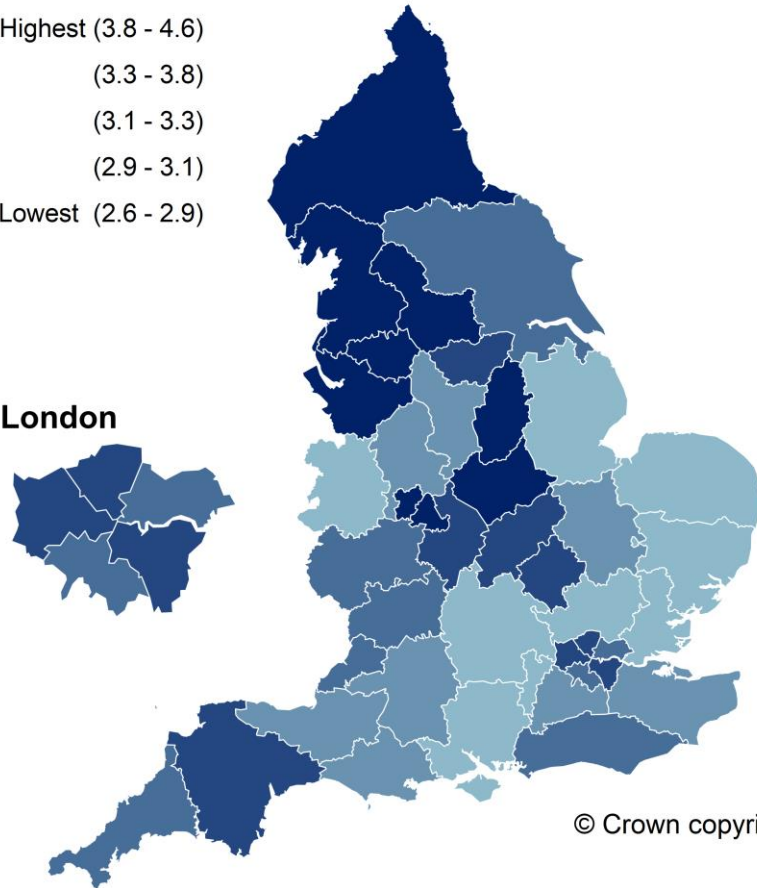 Highest (3.8 - 4.6)
(3.3 - 3.8)
(3.1 - 3.3)
(2.9 - 3.1)
Lowest (2.6 - 2.9)
London
© Crown copyri